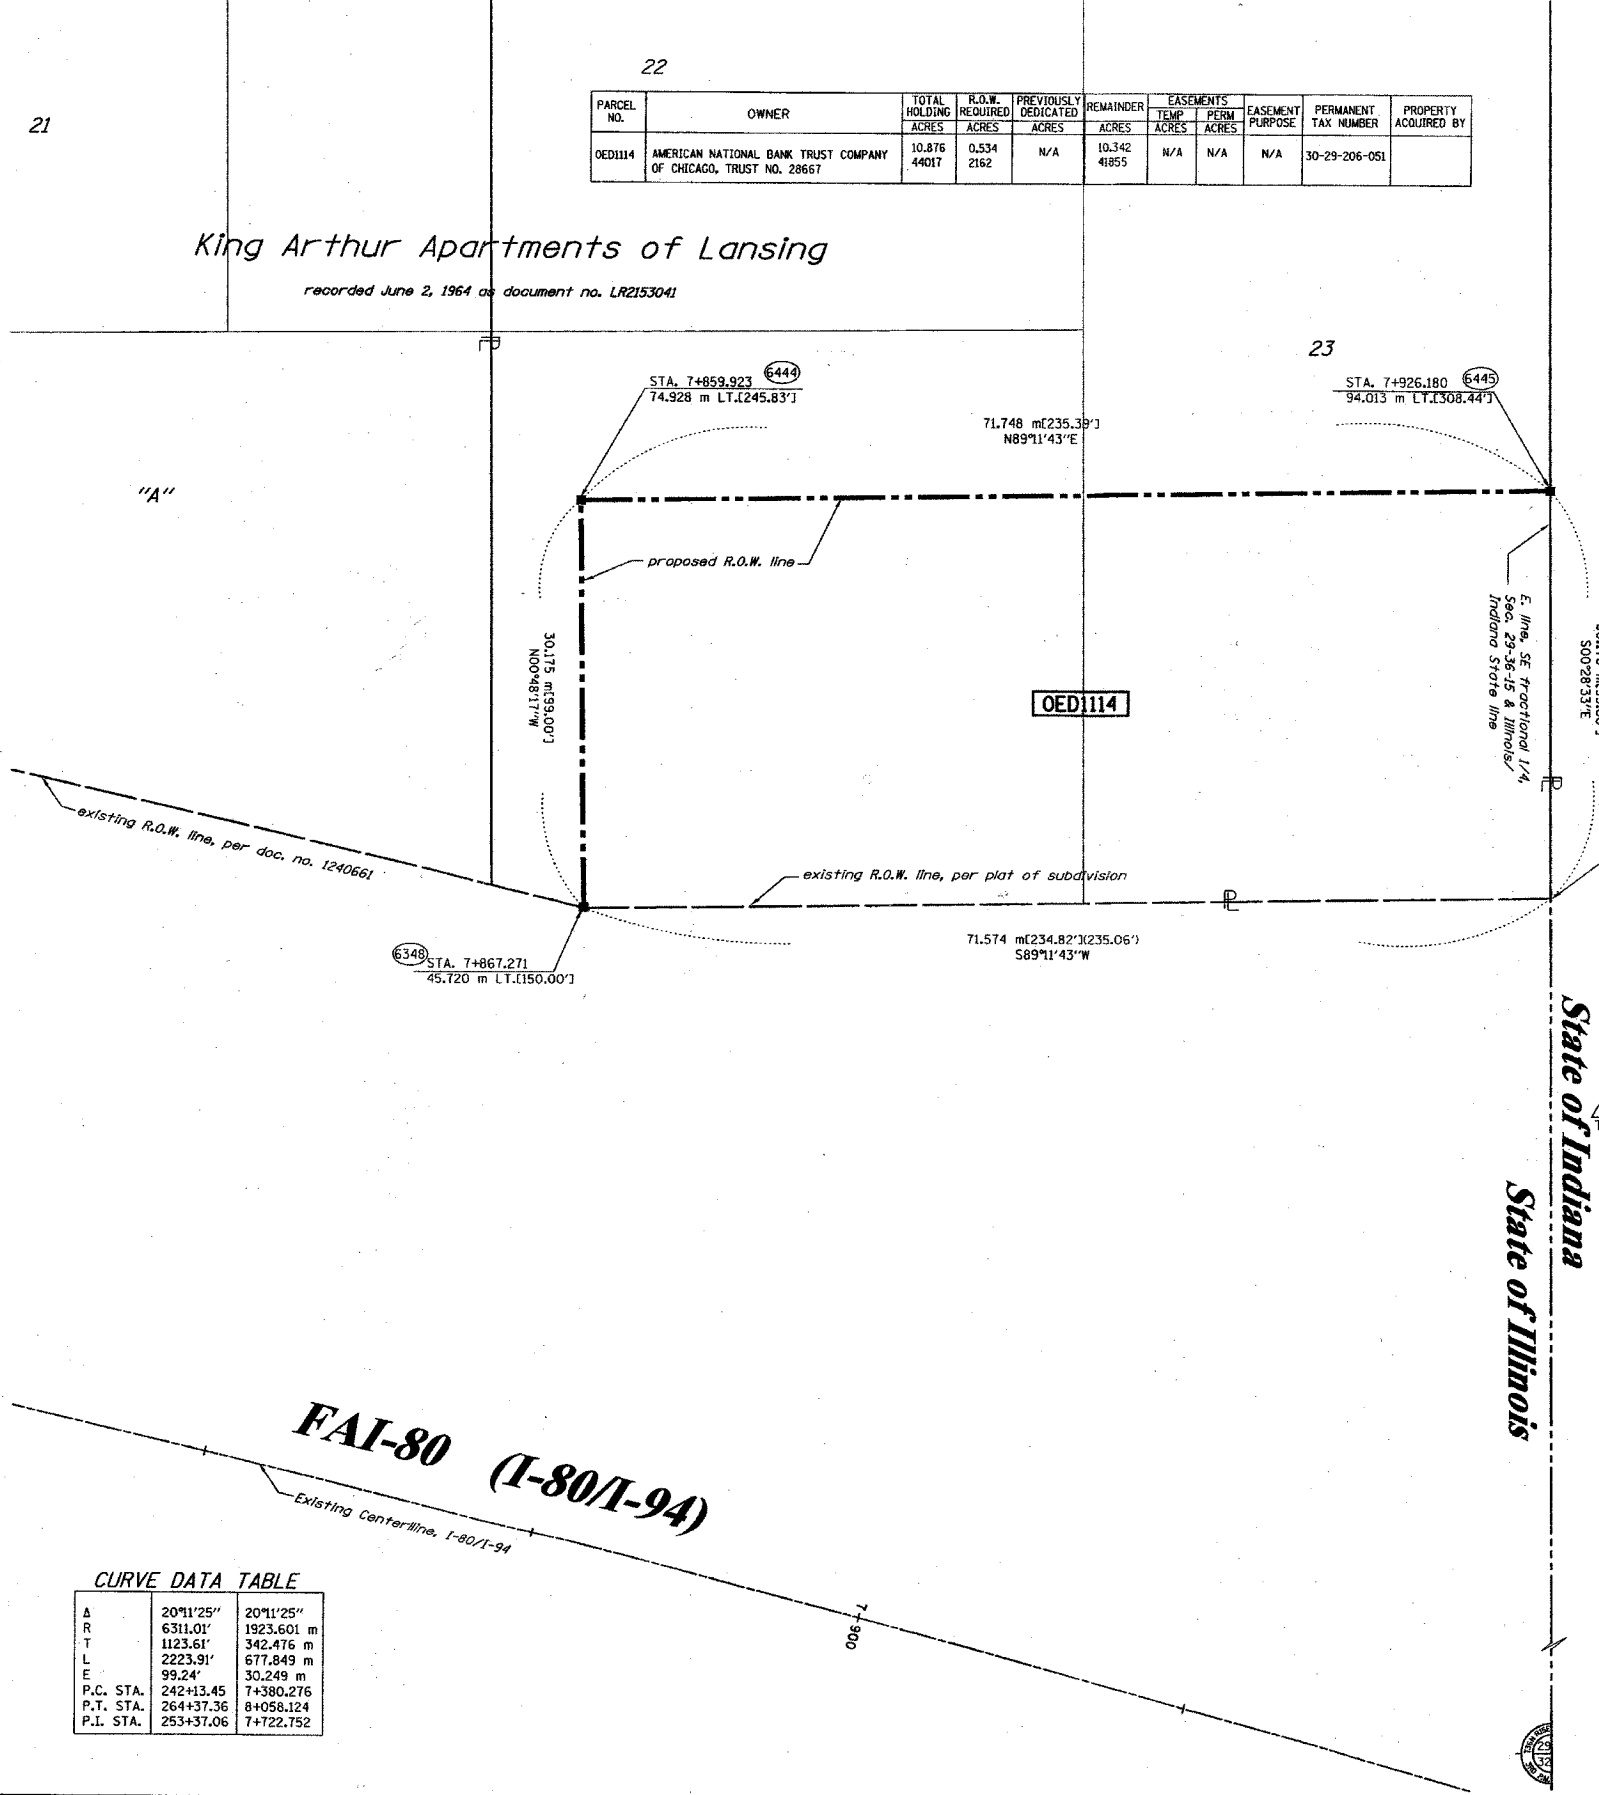 21
22
PARCEL NO. OWNER TOTAL HOLDING ACRES R.O.W. REQUIRED ACRES PREVIOUSLY DEDICATED ACRES REMAINDER ACRES EASEMENTS TEMP ACRES PERM ACRES EASEMENT PURPOSE PERMANENT TAX NUMBER PROPERTY ACQUIRED BY
OED1114 AMERICAN NATIONAL BANK TRUST COMPANY 10.876 0.534 N/A 10.342 N/A N/A N/A 30-29-206-051
OF CHICAGO, TRUST NO. 28667 44017 2162 41855
King Arthur Apartments of Lansing
recorded June 2, 1964 as document no. LR2153041
23
STA. 7+859.923 6444
74.928 m LT.[245.83']
STA. 7+926.180 6445
94.013 m LT.[308.44']
71.748 m[235.39']
N89°11'43"E
"A"
proposed R.O.W. line
30.175 m[99.00']
N00°48'17"W
OED1114
E. line, SE fractional 1/4,
Sec. 29-36-15 & Illinois/
Indiana State line
S00°28'33"E
existing R.O.W. line, per doc. no. 1240661
existing R.O.W. line, per plat of subdivision
PL
71.574 m[234.82'](235.06')
S89°11'43"W
6348 STA. 7+867.271
45.720 m LT.[150.00']
State of Indiana
State of Illinois
FAI-80 (I-80/I-94)
Existing Centerline, I-80/I-94
7+900
CURVE DATA TABLE
Δ 20°11'25" 20°11'25"
R 6311.01' 1923.601 m
T 1123.61' 342.476 m
L 2223.91' 677.849 m
E 99.24' 30.249 m
P.C. STA. 242+13.45 7+380.276
P.T. STA. 264+37.36 8+058.124
P.I. STA. 253+37.06 7+722.752
29
32